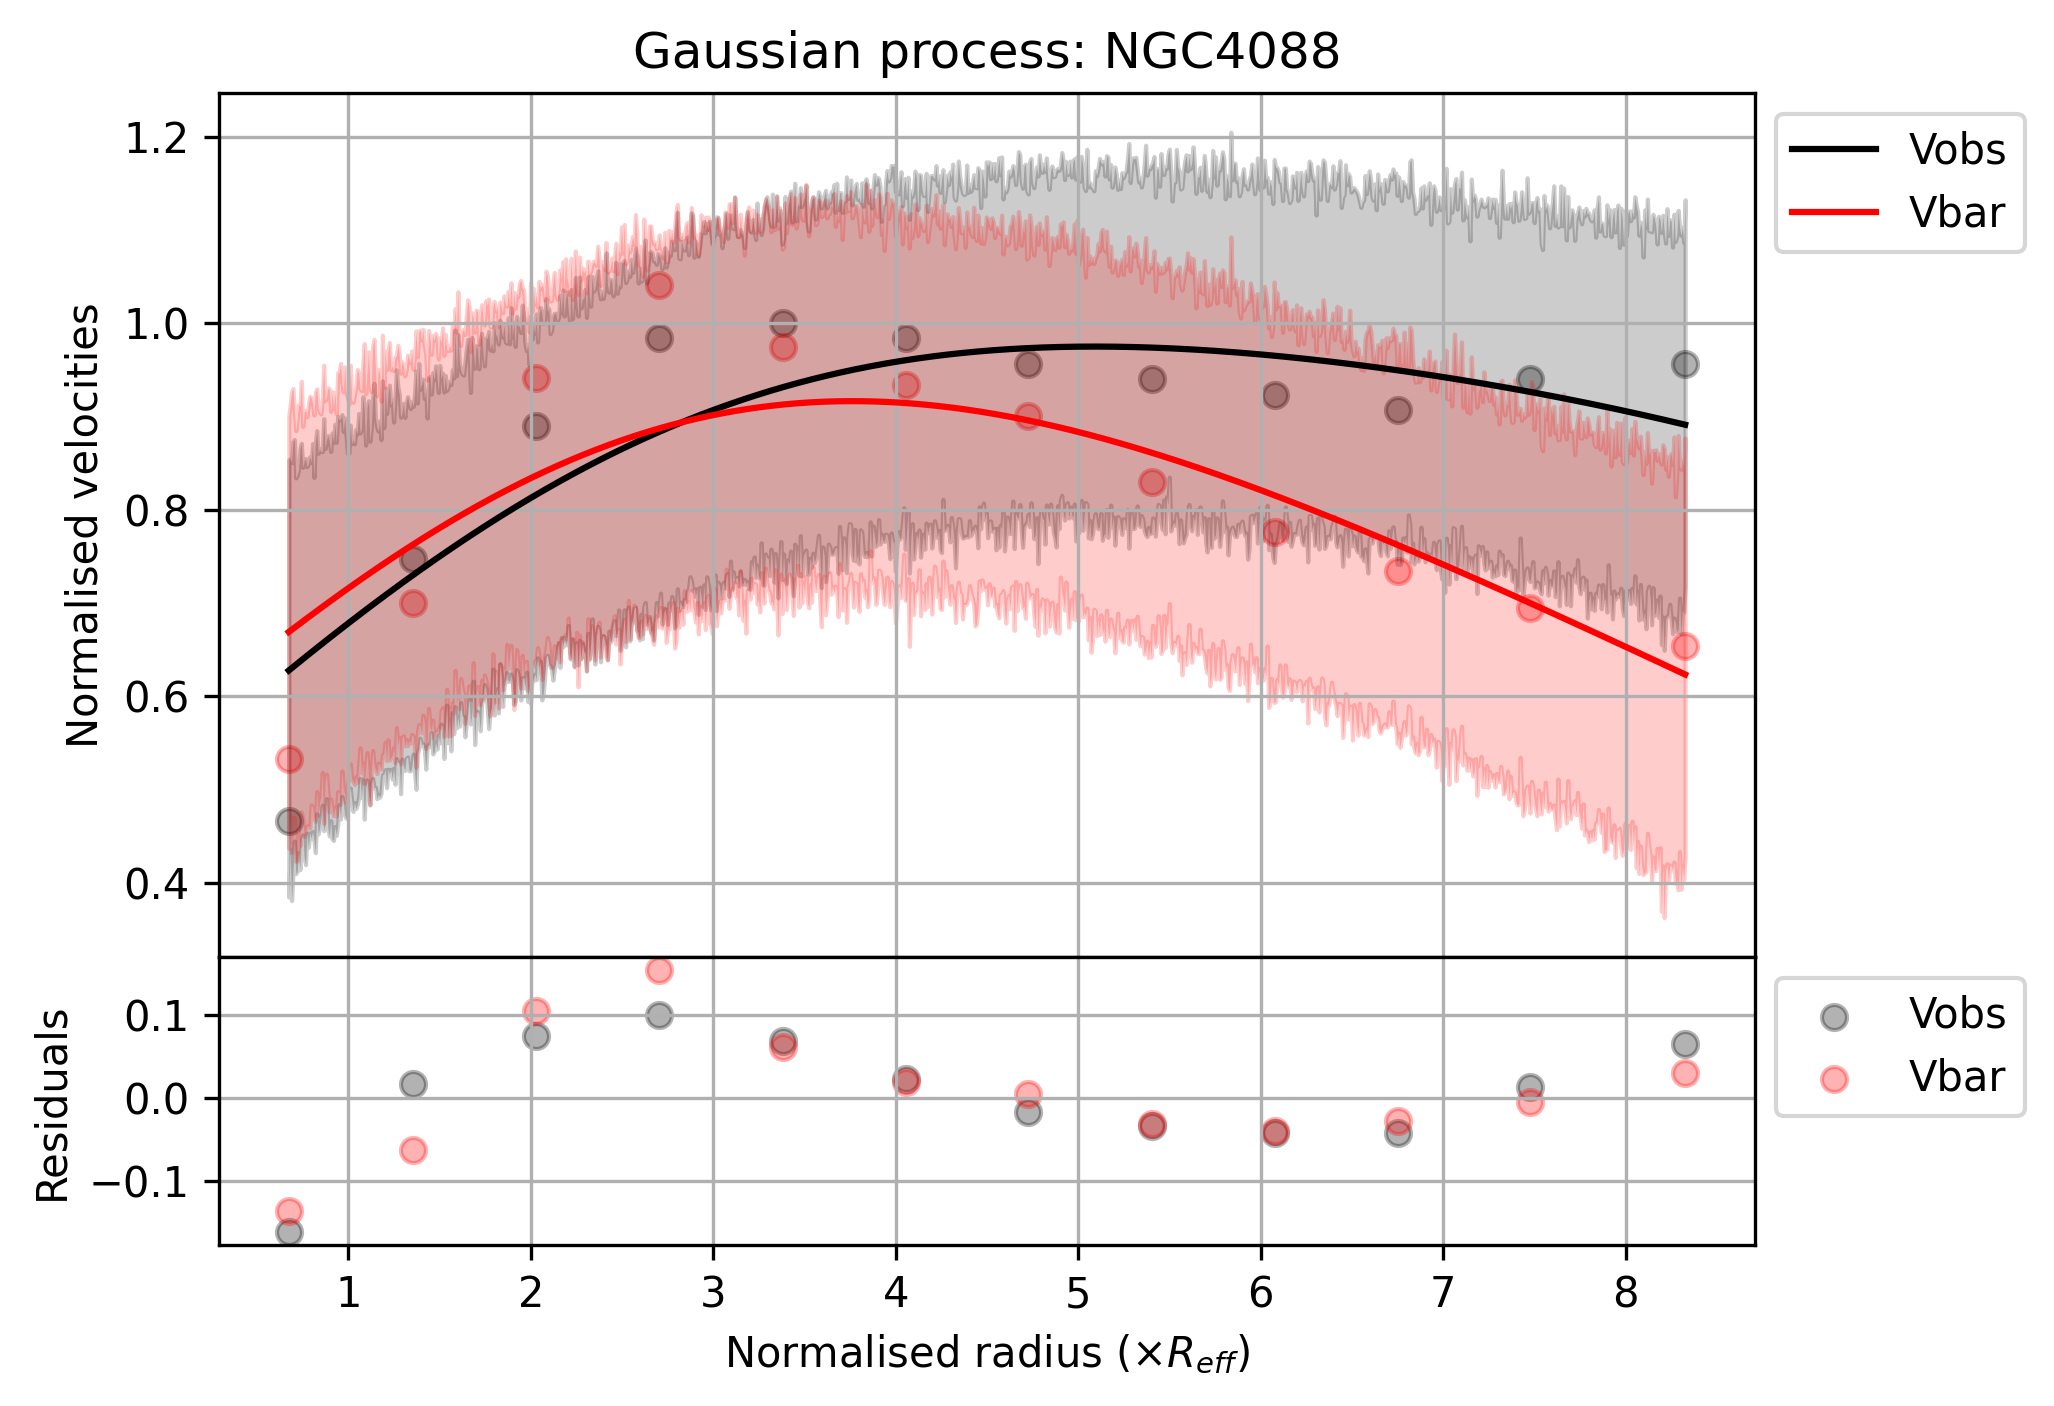 Gaussian process: NGC4088
1.2
1.0
0.8
0.6
0.4
Normalised velocities
Vobs
Vbar
0.1
0.0
−0.1
Residuals
Vobs
Vbar
1 2 3 4 5 6 7 8
Normalised radius (×R_{eff})